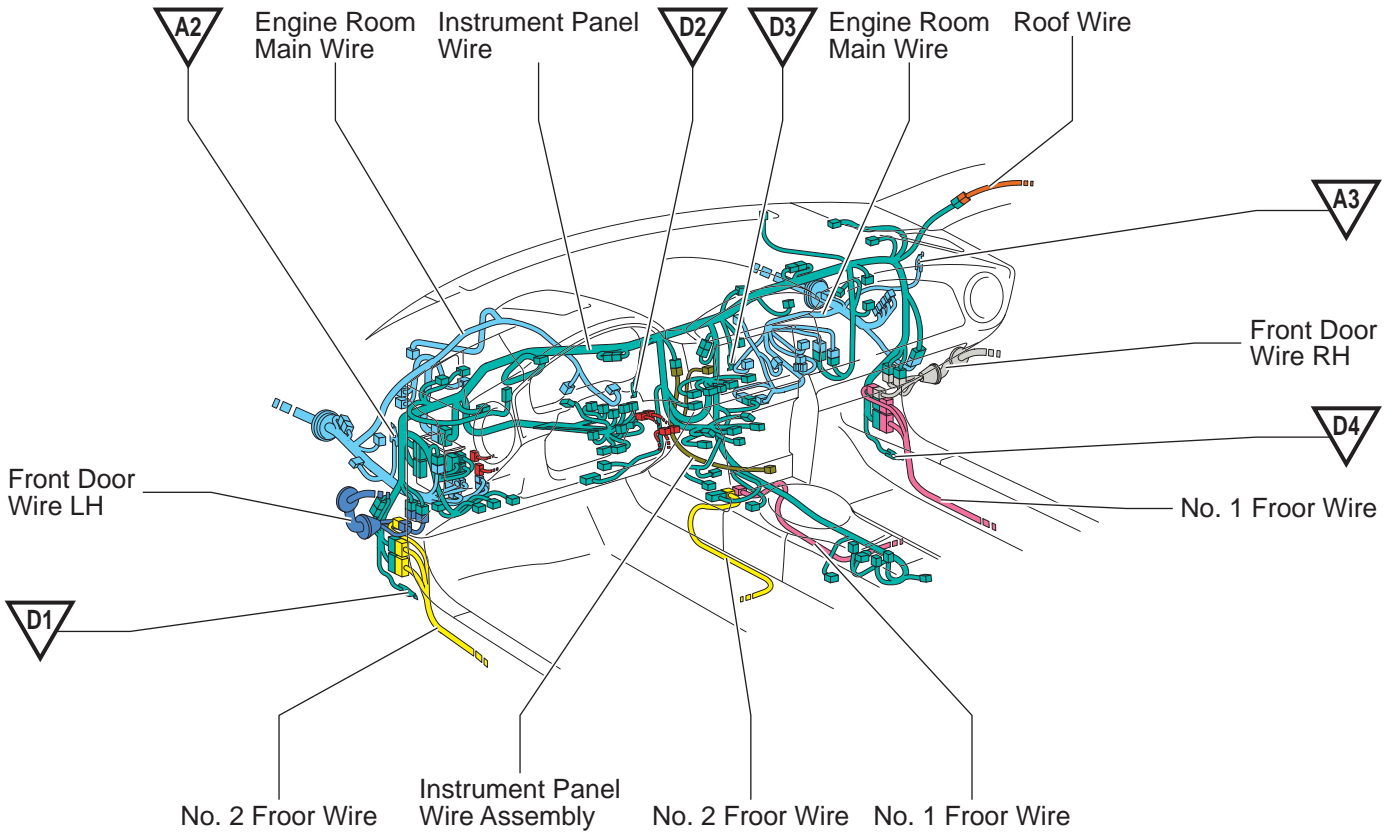 A2
Engine Room
Main Wire
Instrument Panel
Wire
D2
D3
Engine Room
Main Wire
Roof Wire
A3
Front Door
Wire RH
D4
No. 1 Froor Wire
Front Door
Wire LH
D1
No. 2 Froor Wire
Instrument Panel
Wire Assembly
No. 2 Froor Wire
No. 1 Froor Wire